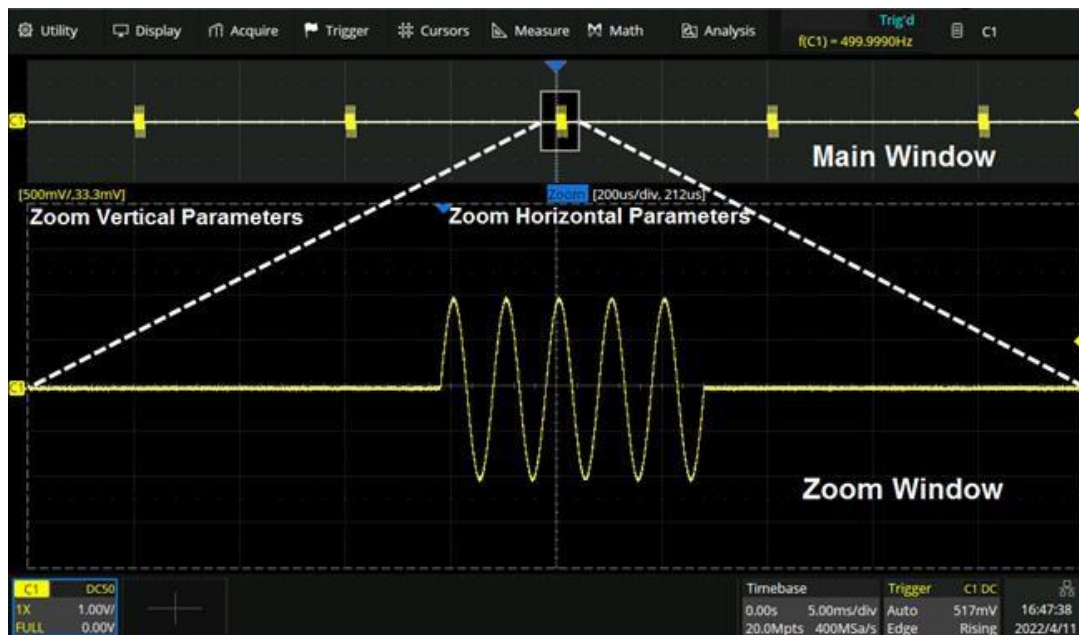 Utility Display Acquire Trigger Cursors Measure Math Analysis
Trig'd
f(C1) = 499.9990Hz
C1
C1
Main Window
[500mV/,33.3mV] Zoom [200us/div, 212us]
Zoom Vertical Parameters Zoom Horizontal Parameters
C1
Zoom Window
C1 DC50
1X 1.00V/
FULL 0.00V
Timebase
0.00s 5.00ms/div
20.0Mpts 400MSa/s
Trigger C1 DC
Auto 517mV
Edge Rising
16:47:38
2022/4/11